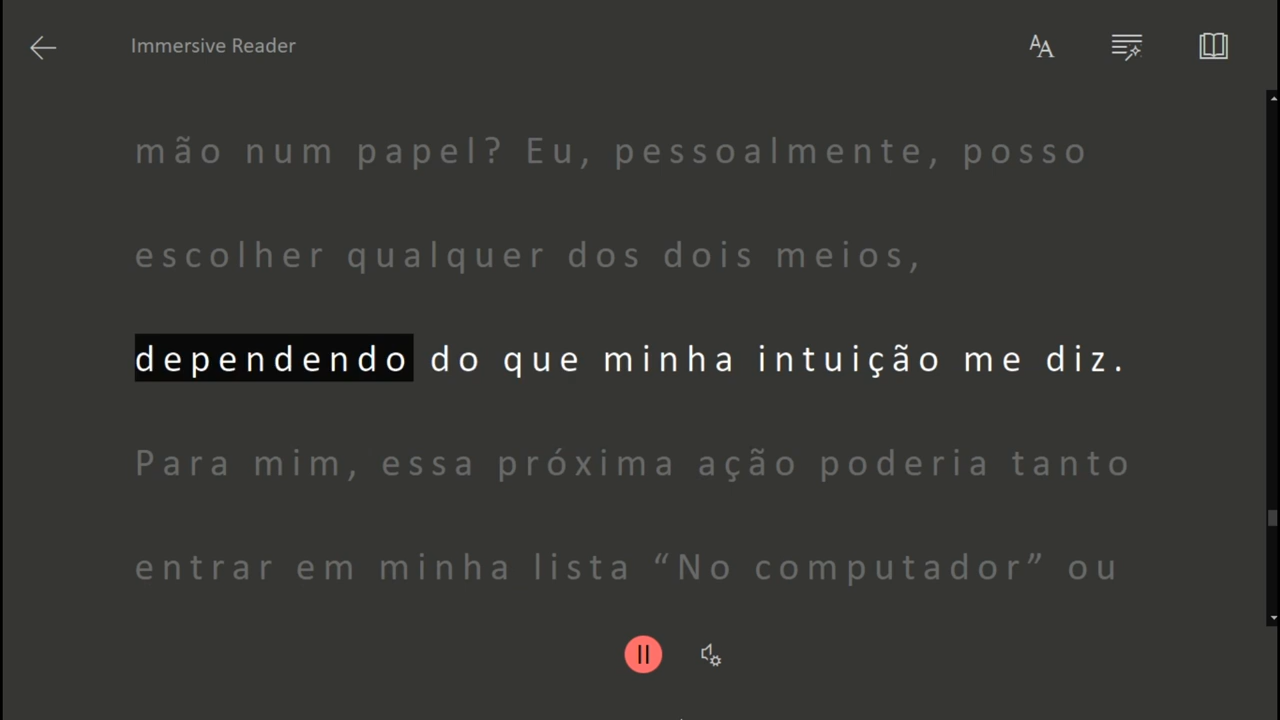 Immersive Reader
mão num papel? Eu, pessoalmente, posso
escolher qualquer dos dois meios,
dependendo do que minha intuição me diz.
Para mim, essa próxima ação poderia tanto
entrar em minha lista “No computador” ou